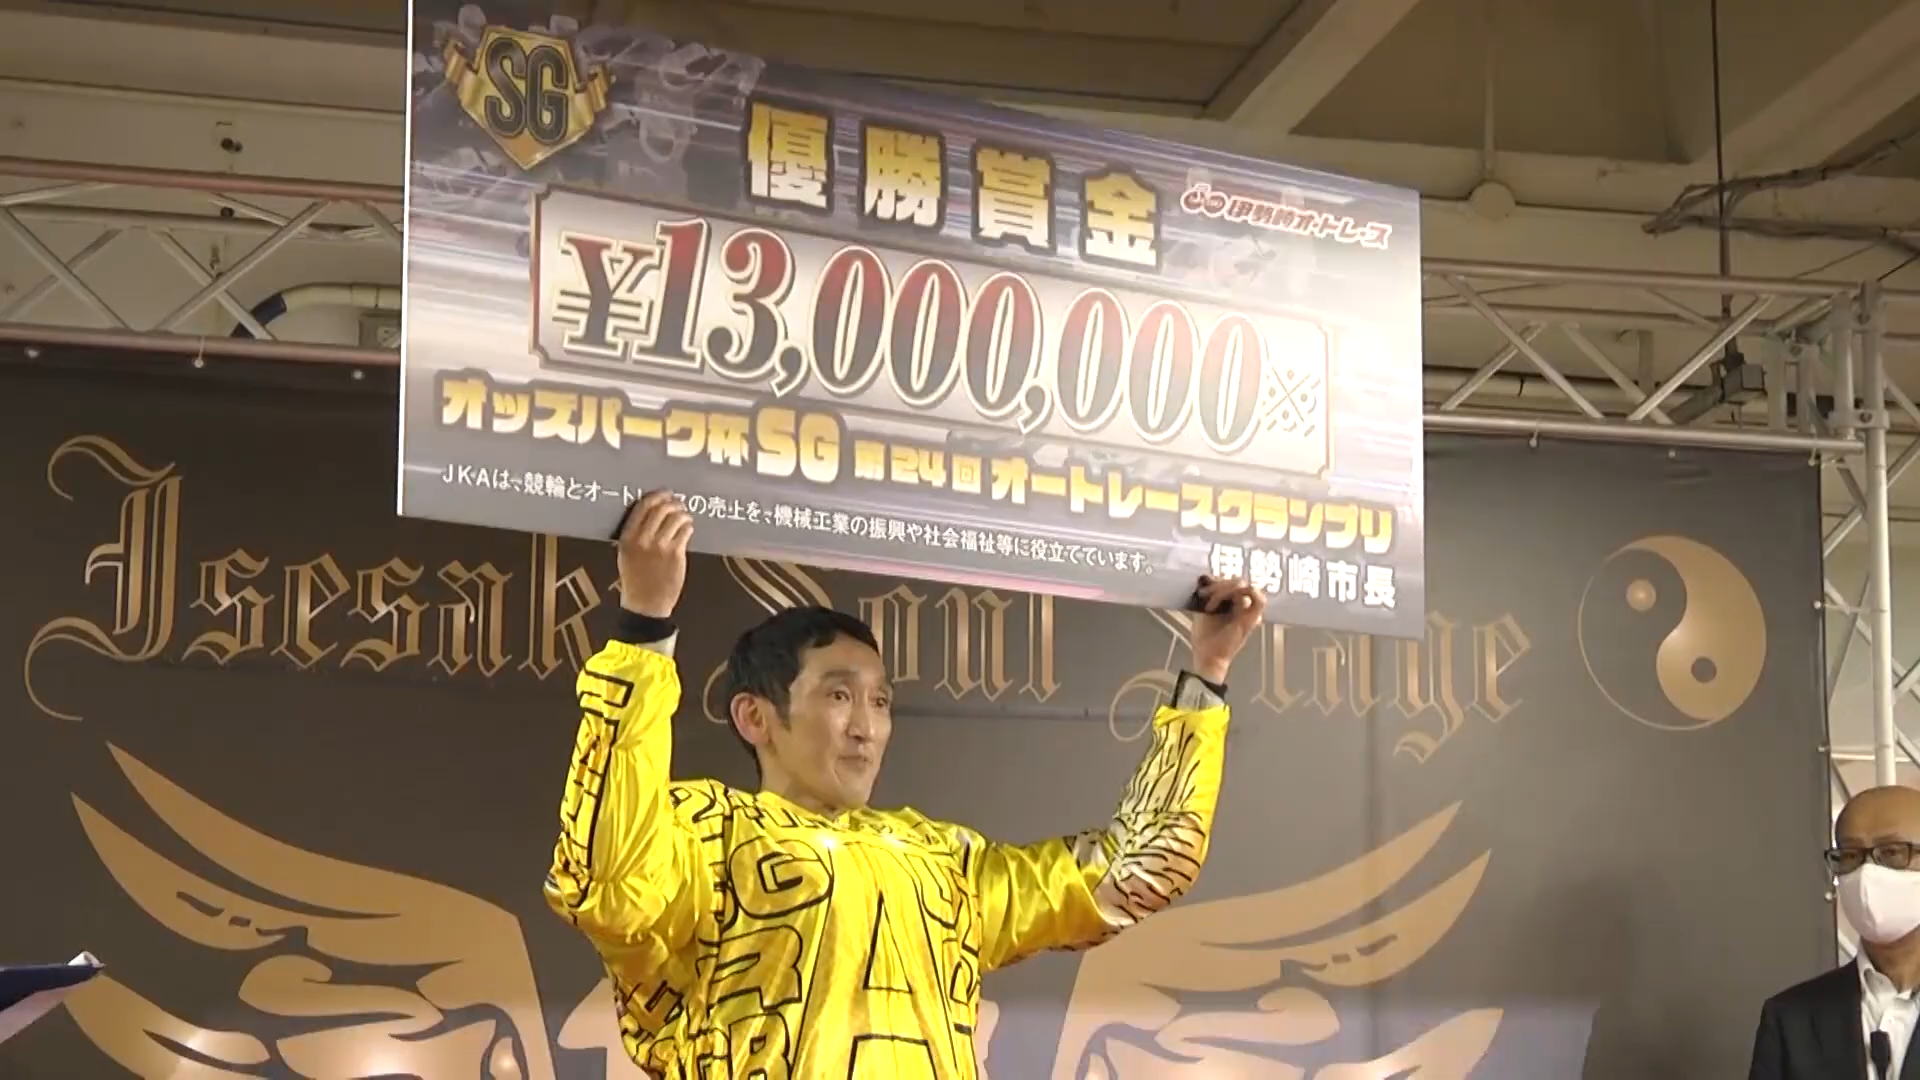 SG
優勝賞金
伊勢崎オートレース
¥13,000,000※
オッズパーク杯SG 第24回 オートレースグランプリ
JKAは、競輪とオートレースの売上を、機械工業の振興や社会福祉等に役立てています。
伊勢崎市長
Isesaki Soul Stage